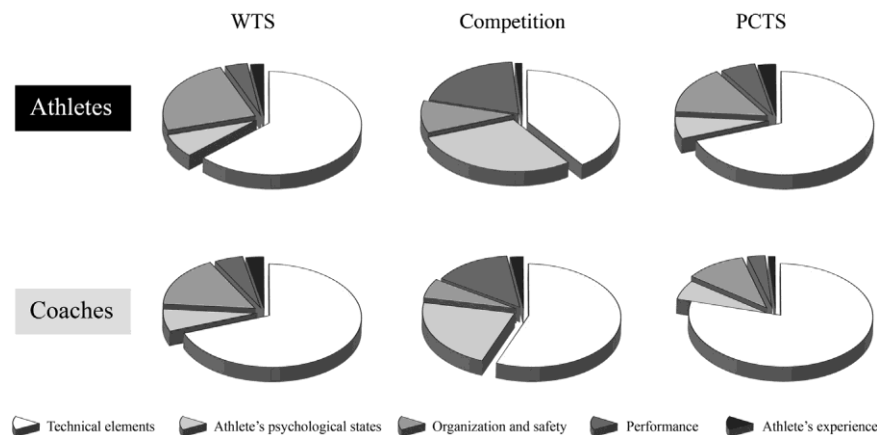 WTS Competition PCTS
Athletes
Coaches
Technical elements Athlete's psychological states Organization and safety Performance Athlete's experience